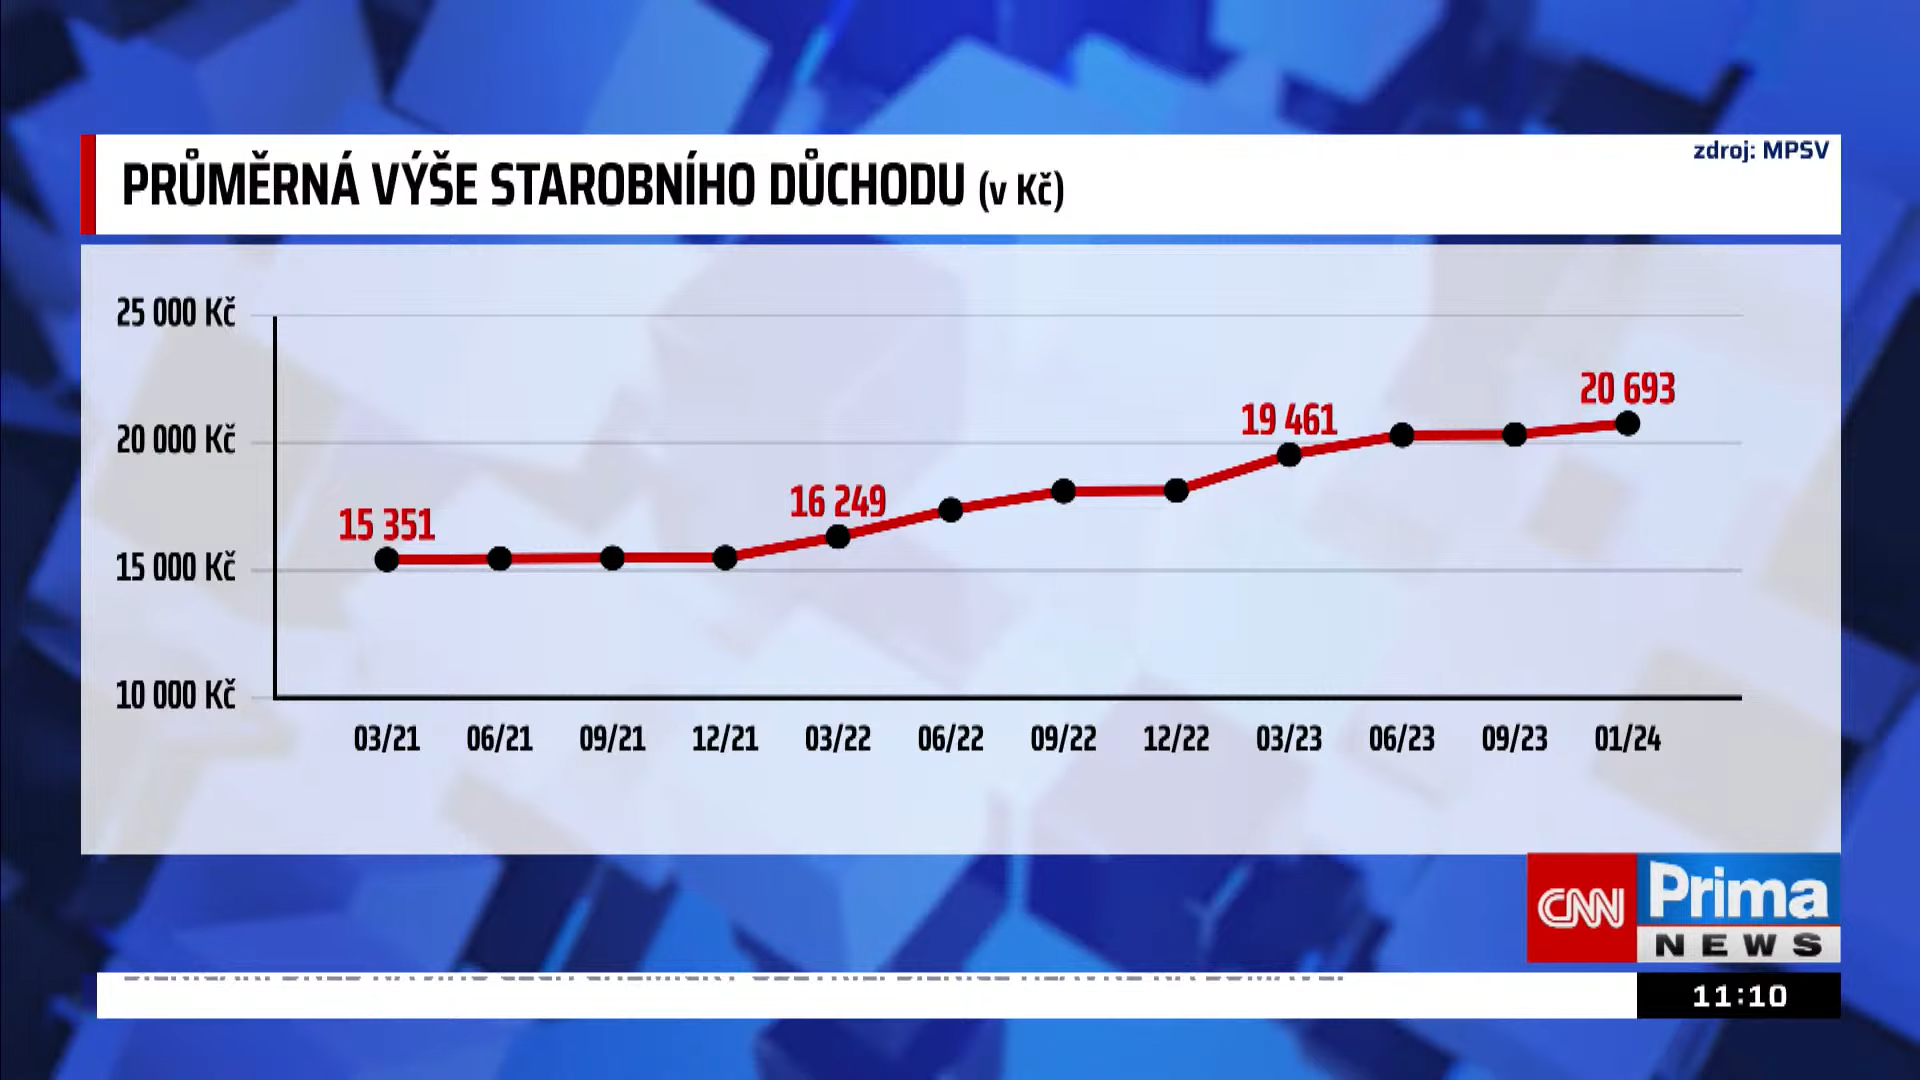 zdroj: MPSV
PRŮMĚRNÁ VÝŠE STAROBNÍHO DŮCHODU (v Kč)
25 000 Kč
20 000 Kč
15 000 Kč
10 000 Kč
15 351
16 249
19 461
20 693
03/21 06/21 09/21 12/21 03/22 06/22 09/22 12/22 03/23 06/23 09/23 01/24
CNN Prima
NEWS
11:10